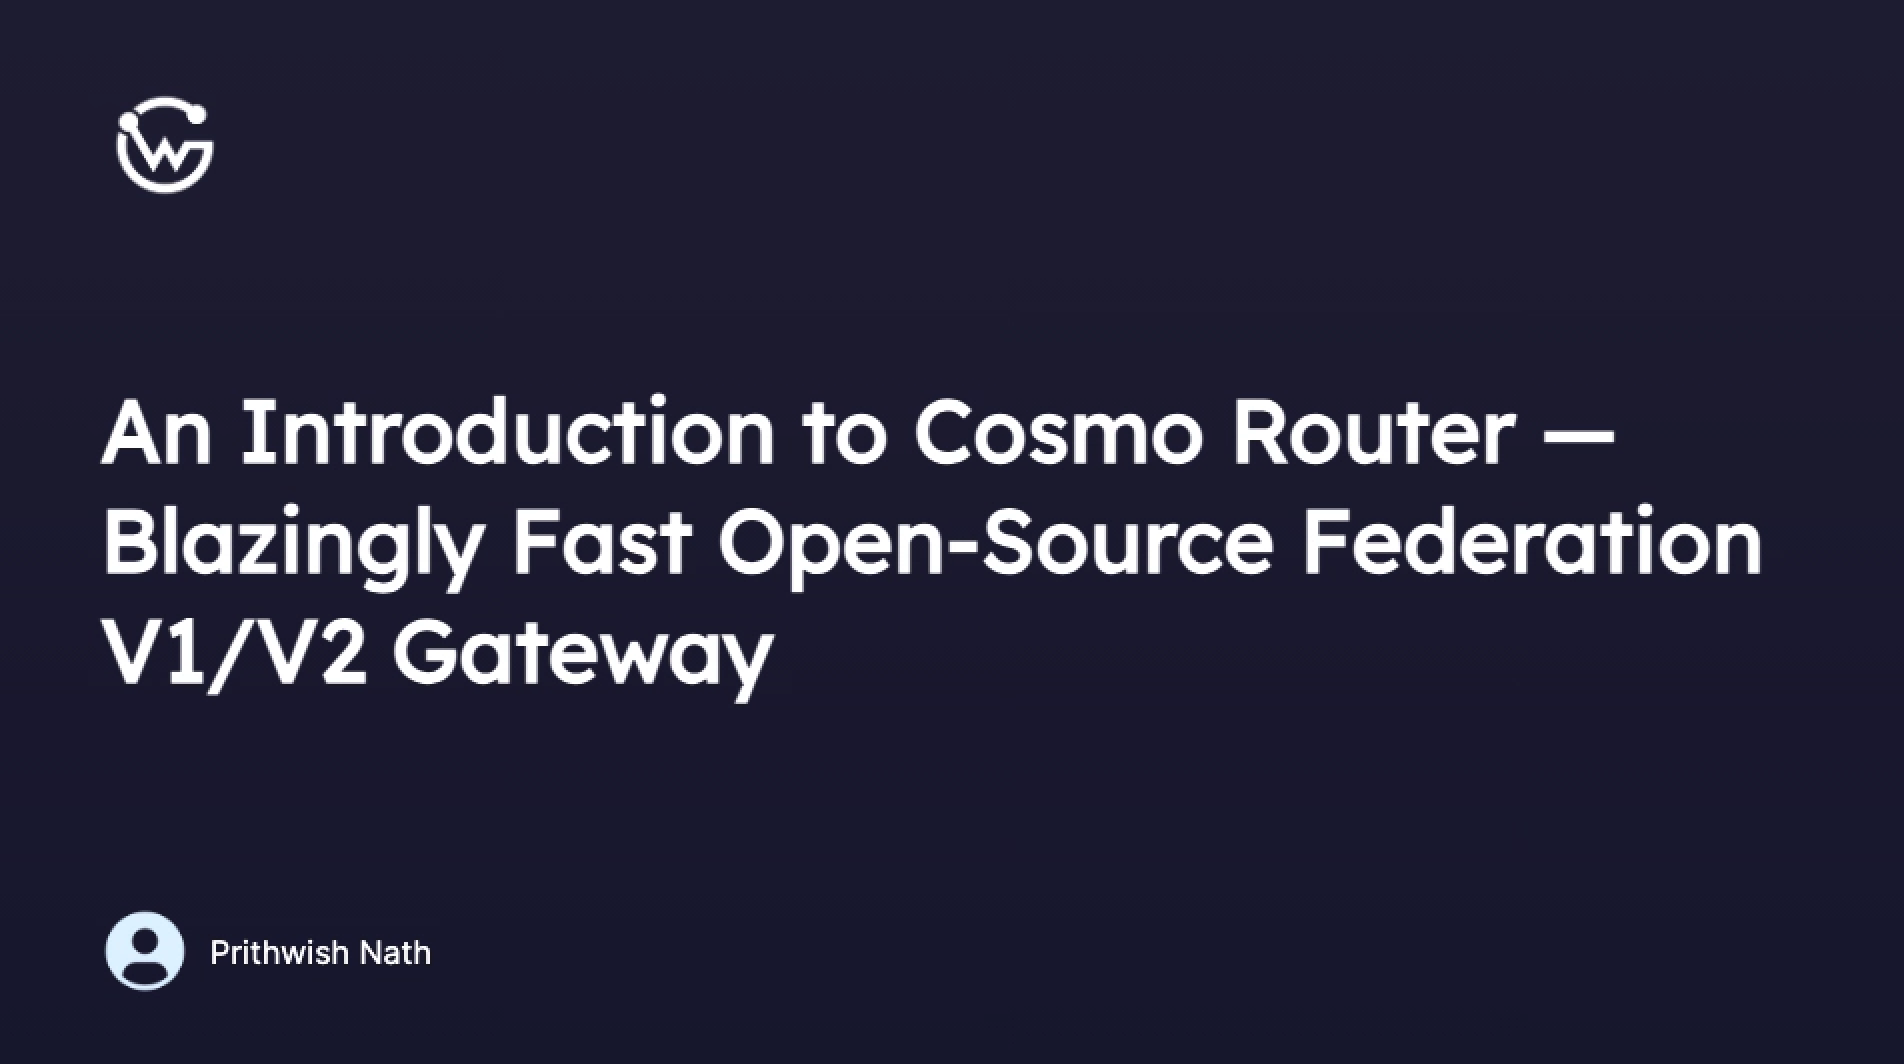 W
An Introduction to Cosmo Router —
Blazingly Fast Open-Source Federation
V1/V2 Gateway
Prithwish Nath